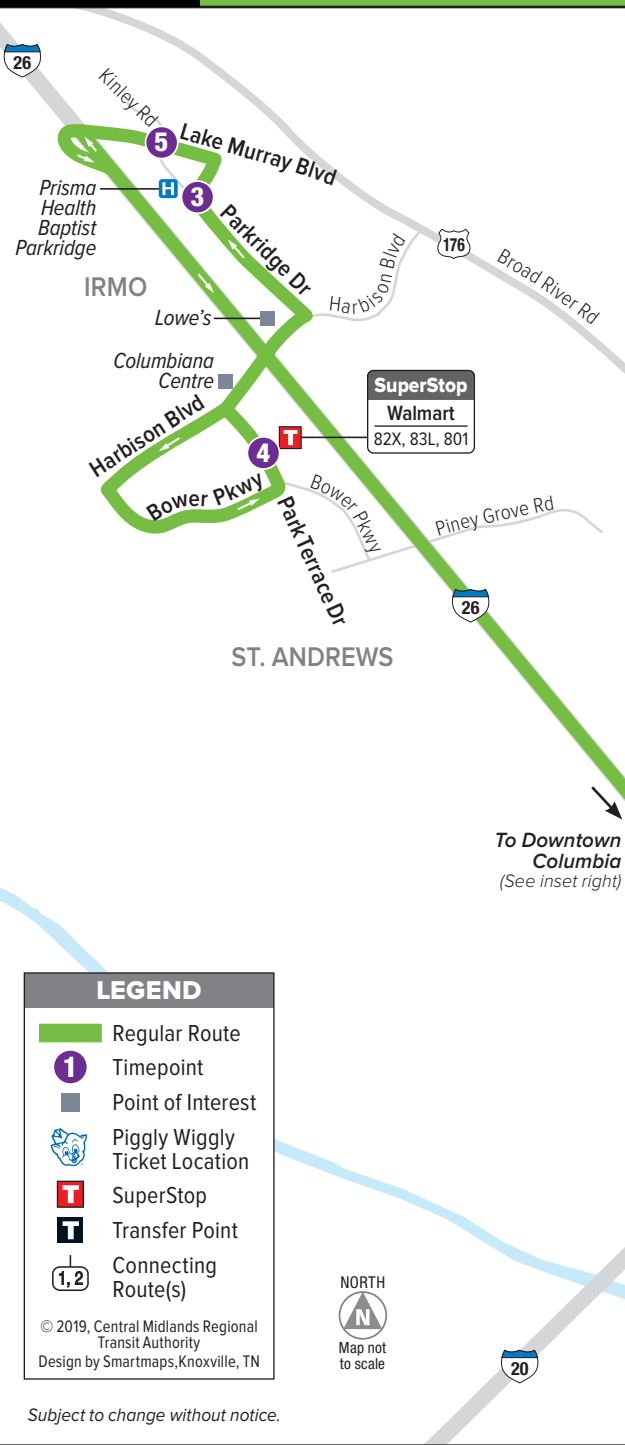 26
Kinley Rd
5
Lake Murray Blvd
H
3
Prisma
Health
Baptist
Parkridge
Parkridge Dr
176
Harbison Blvd
Broad River Rd
IRMO
Lowe's
Columbiana
Centre
SuperStop
Walmart
82X, 83L, 801
T
4
Harbison Blvd
Bower Pkwy
Bower Pkwy
Park Terrace Dr
Piney Grove Rd
26
ST. ANDREWS
To Downtown
Columbia
(See inset right)
LEGEND
Regular Route
1
Timepoint
Point of Interest
Piggly Wiggly
Ticket Location
T
SuperStop
T
Transfer Point
1, 2
Connecting
Route(s)
© 2019, Central Midlands Regional
Transit Authority
Design by Smartmaps,Knoxville, TN
NORTH
N
Map not
to scale
20
Subject to change without notice.